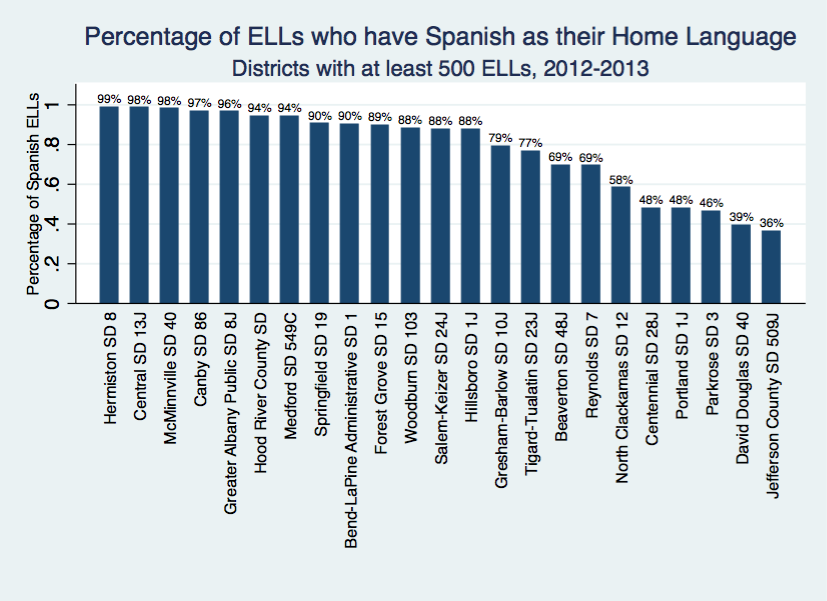 Percentage of ELLs who have Spanish as their Home Language
Districts with at least 500 ELLs, 2012-2013
Percentage of Spanish ELLs
1
.8
.6
.4
.2
0
99% 98% 98% 97% 96% 94% 94% 90% 90% 89% 88% 88% 88% 79% 77% 69% 69% 58% 48% 48% 46% 39% 36%
Hermiston SD 8
Central SD 13J
McMinnville SD 40
Canby SD 86
Greater Albany Public SD 8J
Hood River County SD
Medford SD 549C
Springfield SD 19
Bend-LaPine Administrative SD 1
Forest Grove SD 15
Woodburn SD 103
Salem-Keizer SD 24J
Hillsboro SD 1J
Gresham-Barlow SD 10J
Tigard-Tualatin SD 23J
Beaverton SD 48J
Reynolds SD 7
North Clackamas SD 12
Centennial SD 28J
Portland SD 1J
Parkrose SD 3
David Douglas SD 40
Jefferson County SD 509J